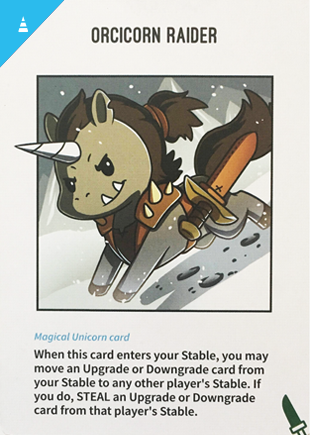 ORCICORN RAIDER
Magical Unicorn card
When this card enters your Stable, you may
move an Upgrade or Downgrade card from
your Stable to any other player's Stable. If
you do, STEAL an Upgrade or Downgrade
card from that player's Stable.